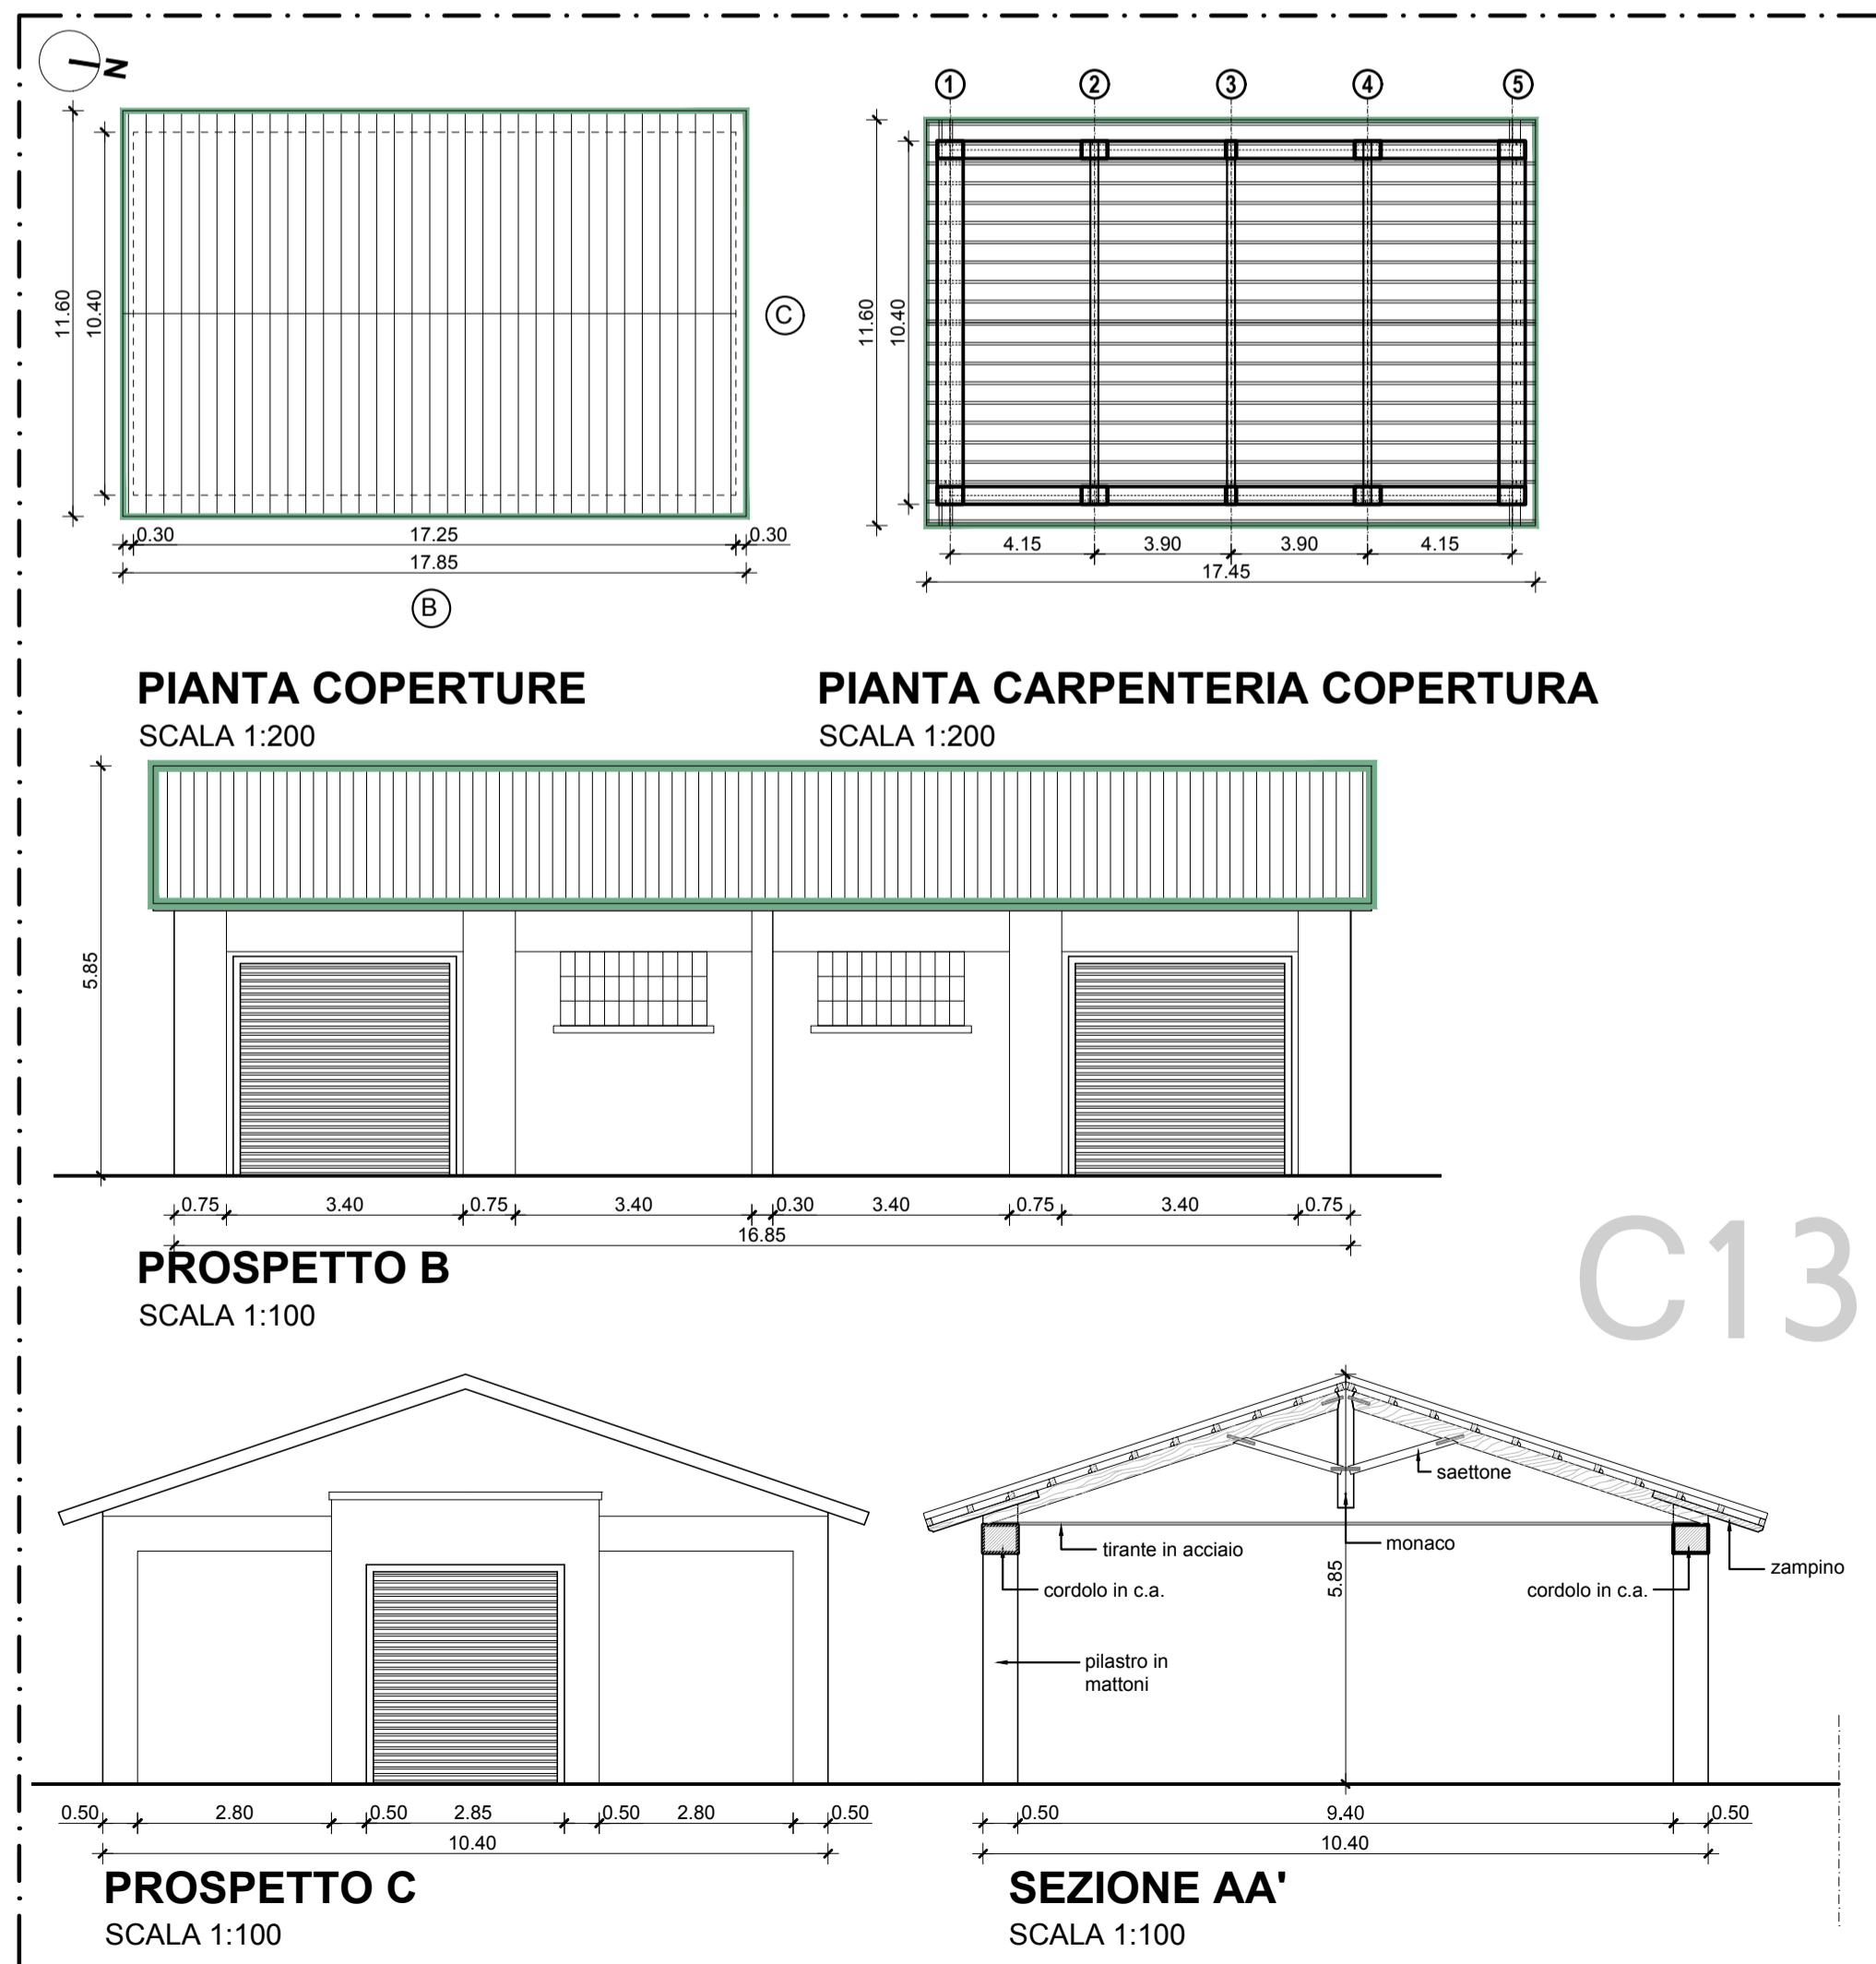 N
11.60
10.40
0.30
17.25
0.30
17.85
B
C
1
2
3
4
5
11.60
10.40
4.15
3.90
3.90
4.15
17.45
PIANTA COPERTURE
SCALA 1:200
PIANTA CARPENTERIA COPERTURA
SCALA 1:200
5.85
0.75
3.40
0.75
3.40
0.30
3.40
0.75
3.40
0.75
16.85
PROSPETTO B
SCALA 1:100
C13
0.50
2.80
0.50
2.85
0.50
2.80
0.50
10.40
PROSPETTO C
SCALA 1:100
saettone
monaco
tirante in acciaio
zampino
cordolo in c.a.
cordolo in c.a.
5.85
pilastro in
mattoni
0.50
9.40
0.50
10.40
SEZIONE AA'
SCALA 1:100